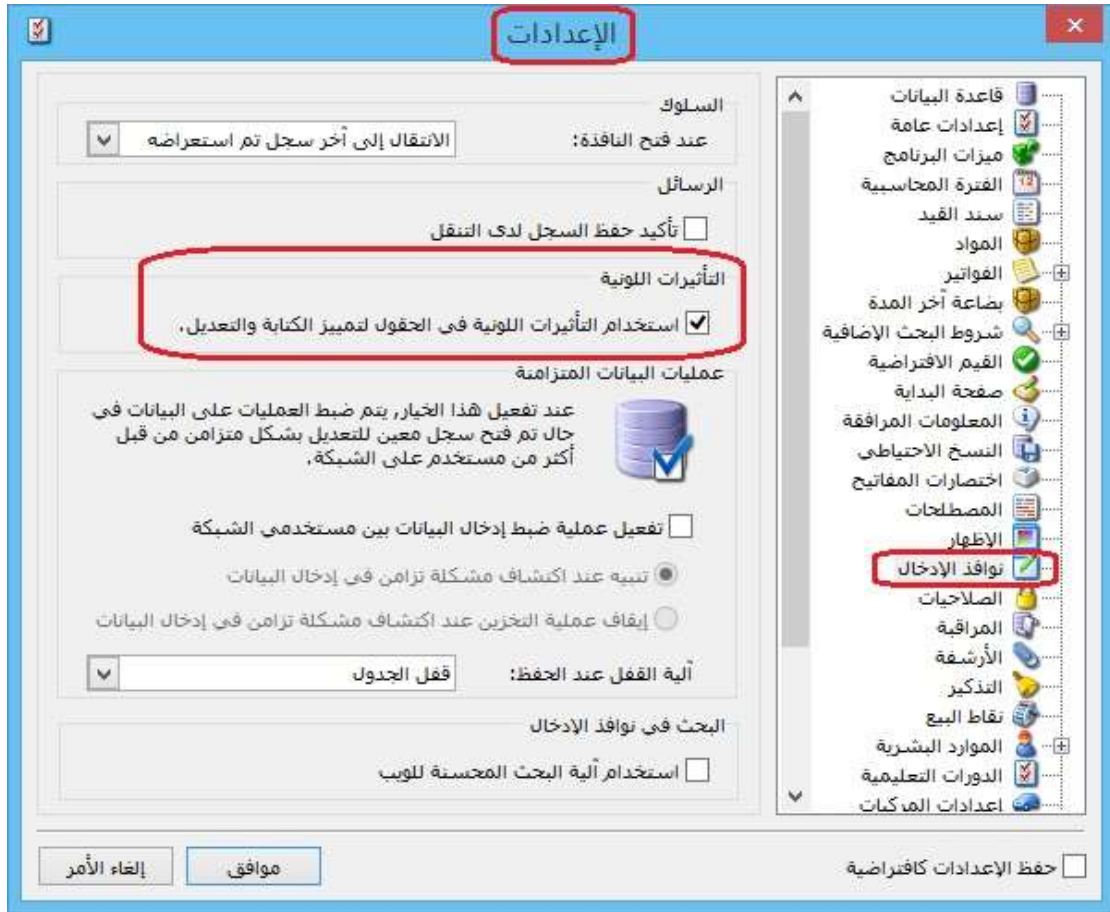 الإعدادات
قاعدة البيانات
إعدادات عامة
ميزات البرنامج
الفترة المحاسبية
سند القيد
المواد
الفواتير
بضاعة آخر المدة
شروط البحث الإضافية
القيم الافتراضية
صفحة البداية
المعلومات المرافقة
النسخ الاحتياطي
اختصارات المفاتيح
المصطلحات
الإظهار
نوافذ الإدخال
الصلاحيات
المراقبة
الأرشفة
التذكير
نقاط البيع
الموارد البشرية
الدورات التعليمية
إعدادات المركبات
السلوك
عند فتح النافذة: الانتقال إلى آخر سجل تم استعراضه
الرسائل
تأكيد حفظ السجل لدى التنقل
التأثيرات اللونية
استخدام التأثيرات اللونية في الحقول لتمييز الكتابة والتعديل.
عمليات البيانات المتزامنة
عند تفعيل هذا الخيار, يتم ضبط العمليات على البيانات في
حال تم فتح سجل معين للتعديل بشكل متزامن من قبل
أكثر من مستخدم على الشبكة.
تفعيل عملية ضبط إدخال البيانات بين مستخدمي الشبكة
تنبيه عند اكتشاف مشكلة تزامن في إدخال البيانات
إيقاف عملية التخزين عند اكتشاف مشكلة تزامن في إدخال البيانات
آلية القفل عند الحفظ: قفل الجدول
البحث في نوافذ الإدخال
استخدام آلية البحث المحسنة للويب
حفظ الإعدادات كافتراضية
موافق
إلغاء الأمر